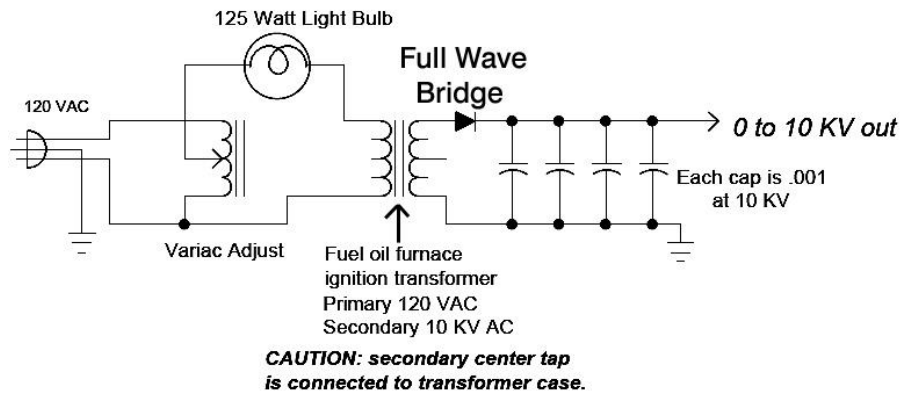 125 Watt Light Bulb
Full Wave
Bridge
120 VAC
0 to 10 KV out
Each cap is .001
at 10 KV
Variac Adjust
Fuel oil furnace
ignition transformer
Primary 120 VAC
Secondary 10 KV AC
CAUTION: secondary center tap
is connected to transformer case.